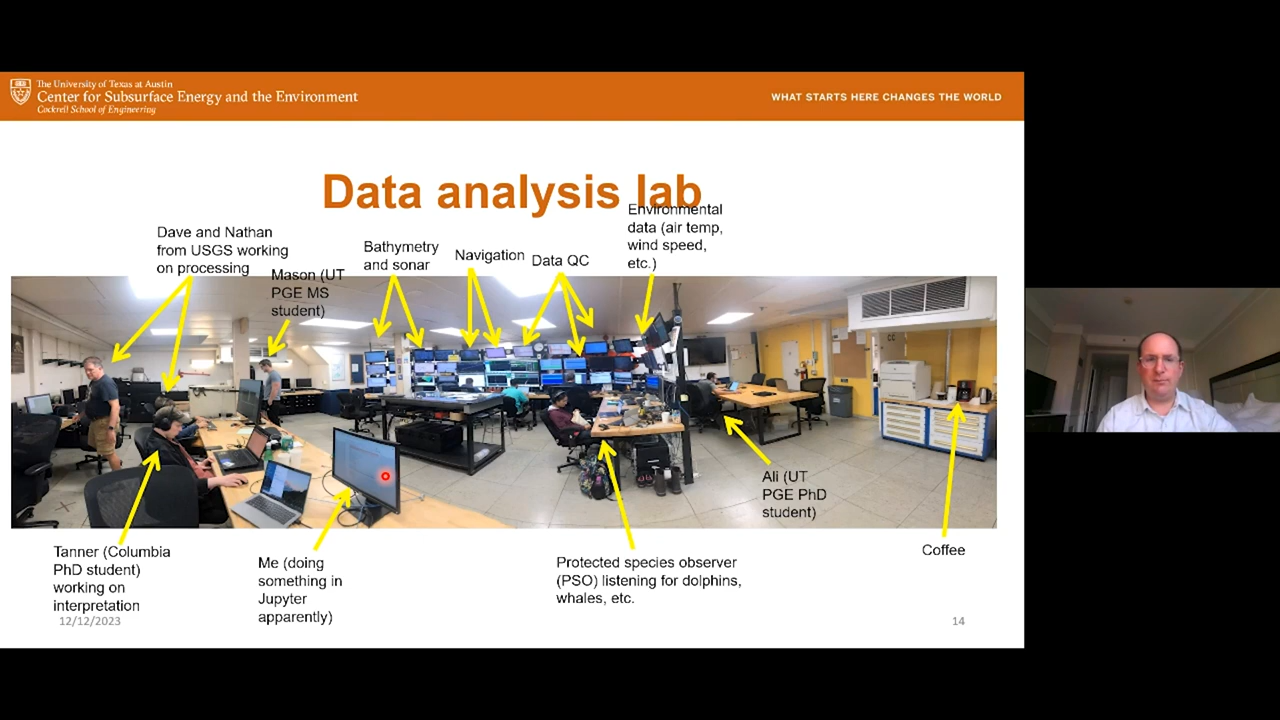 The University of Texas at Austin
Center for Subsurface Energy and the Environment
Cockrell School of Engineering
WHAT STARTS HERE CHANGES THE WORLD
Data analysis lab
Dave and Nathan
from USGS working
on processing
Mason (UT
PGE MS
student)
Bathymetry
and sonar
Navigation
Data QC
Environmental
data (air temp,
wind speed,
etc.)
Tanner (Columbia
PhD student)
working on
interpretation
Me (doing
something in
Jupyter
apparently)
Protected species observer
(PSO) listening for dolphins,
whales, etc.
Ali (UT
PGE PhD
student)
Coffee
12/12/2023
14